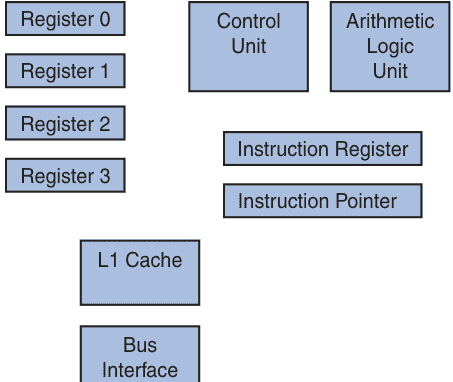 Register 0
Register 1
Register 2
Register 3
Control
Unit
Arithmetic
Logic
Unit
Instruction Register
Instruction Pointer
L1 Cache
Bus
Interface